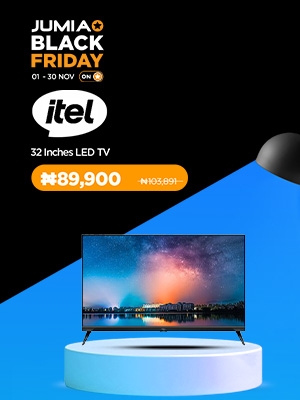 JUMIA
BLACK
FRIDAY
01 - 30 NOV ON
itel
32 Inches LED TV
₦89,900 ₦103,891